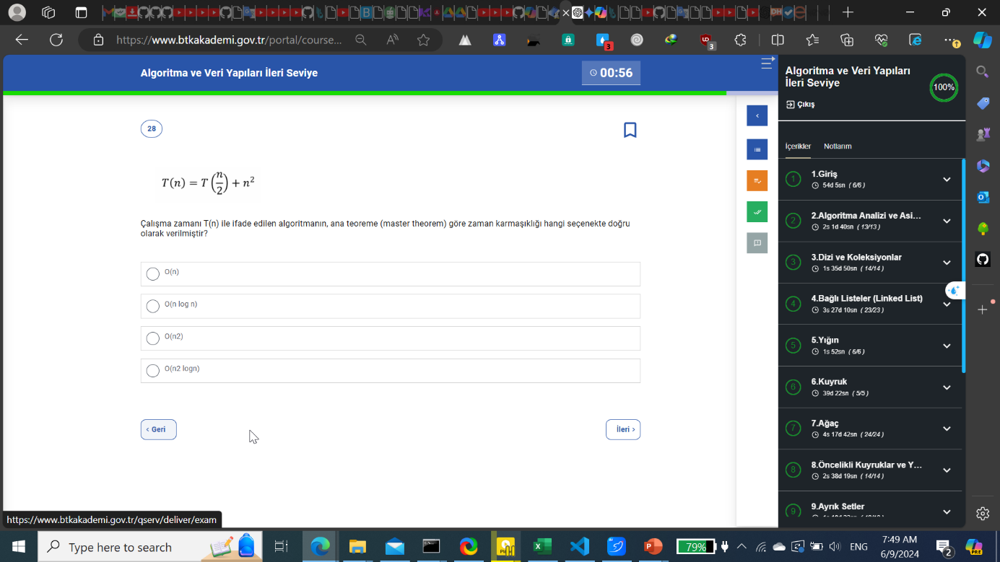 https://www.btkakademi.gov.tr/portal/course...
3
3
Algoritma ve Veri Yapıları İleri Seviye
00:56
28
T(n) = T(n/2) + n²
Çalışma zamanı T(n) ile ifade edilen algoritmanın, ana teoreme (master theorem) göre zaman karmaşıklığı hangi seçenekte doğru
olarak verilmiştir?
O(n)
O(n log n)
O(n2)
O(n2 logn)
‹ Geri
İleri ›
Algoritma ve Veri Yapıları
İleri Seviye
100%
Çıkış
İçerikler Notlarım
1 1.Giriş
54d 5sn (6/6)
2 2.Algoritma Analizi ve Asi...
2s 1d 40sn (13/13)
3 3.Dizi ve Koleksiyonlar
1s 35d 50sn (14/14)
4 4.Bağlı Listeler (Linked List)
3s 27d 10sn (23/23)
5 5.Yığın
1s 52sn (6/6)
6 6.Kuyruk
39d 22sn (5/5)
7 7.Ağaç
4s 17d 42sn (24/24)
8 8.Öncelikli Kuyruklar ve Y...
2s 38d 19sn (14/14)
9 9.Ayrık Setler
https://www.btkakademi.gov.tr/qserv/deliver/exam
Type here to search
79%
ENG
7:49 AM
6/9/2024
2
PRE